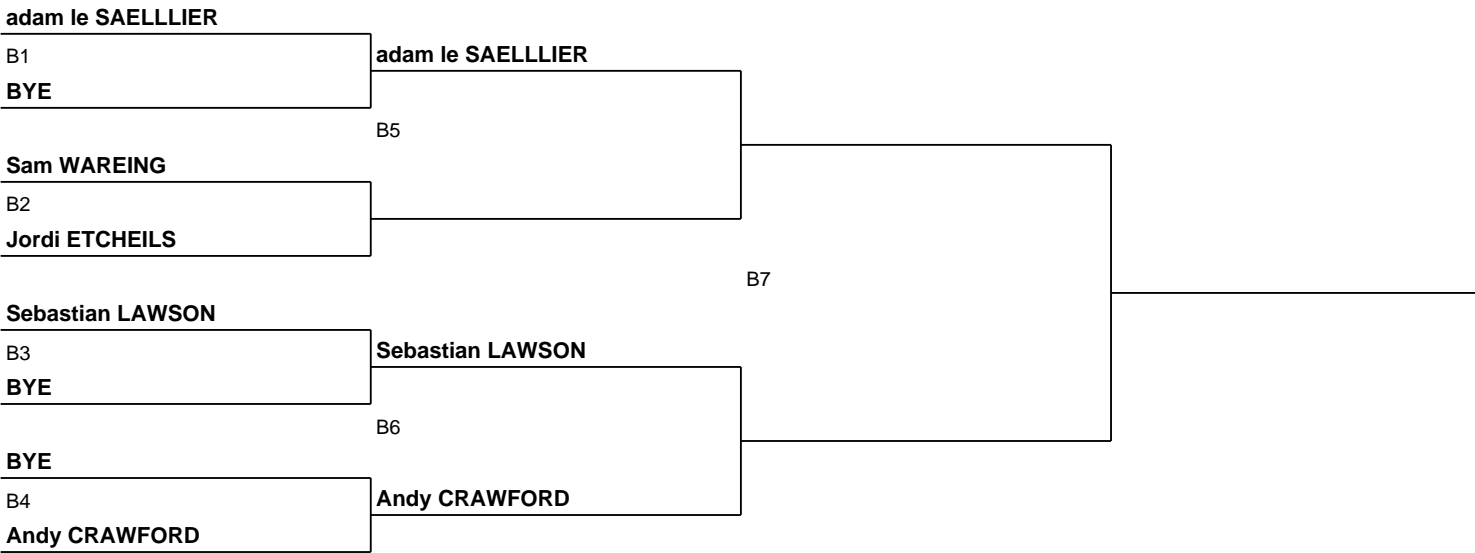 adam le SAELLLIER
B1
BYE
adam le SAELLLIER
B5
Sam WAREING
B2
Jordi ETCHEILS
B7
Sebastian LAWSON
B3
BYE
Sebastian LAWSON
B6
BYE
B4
Andy CRAWFORD
Andy CRAWFORD